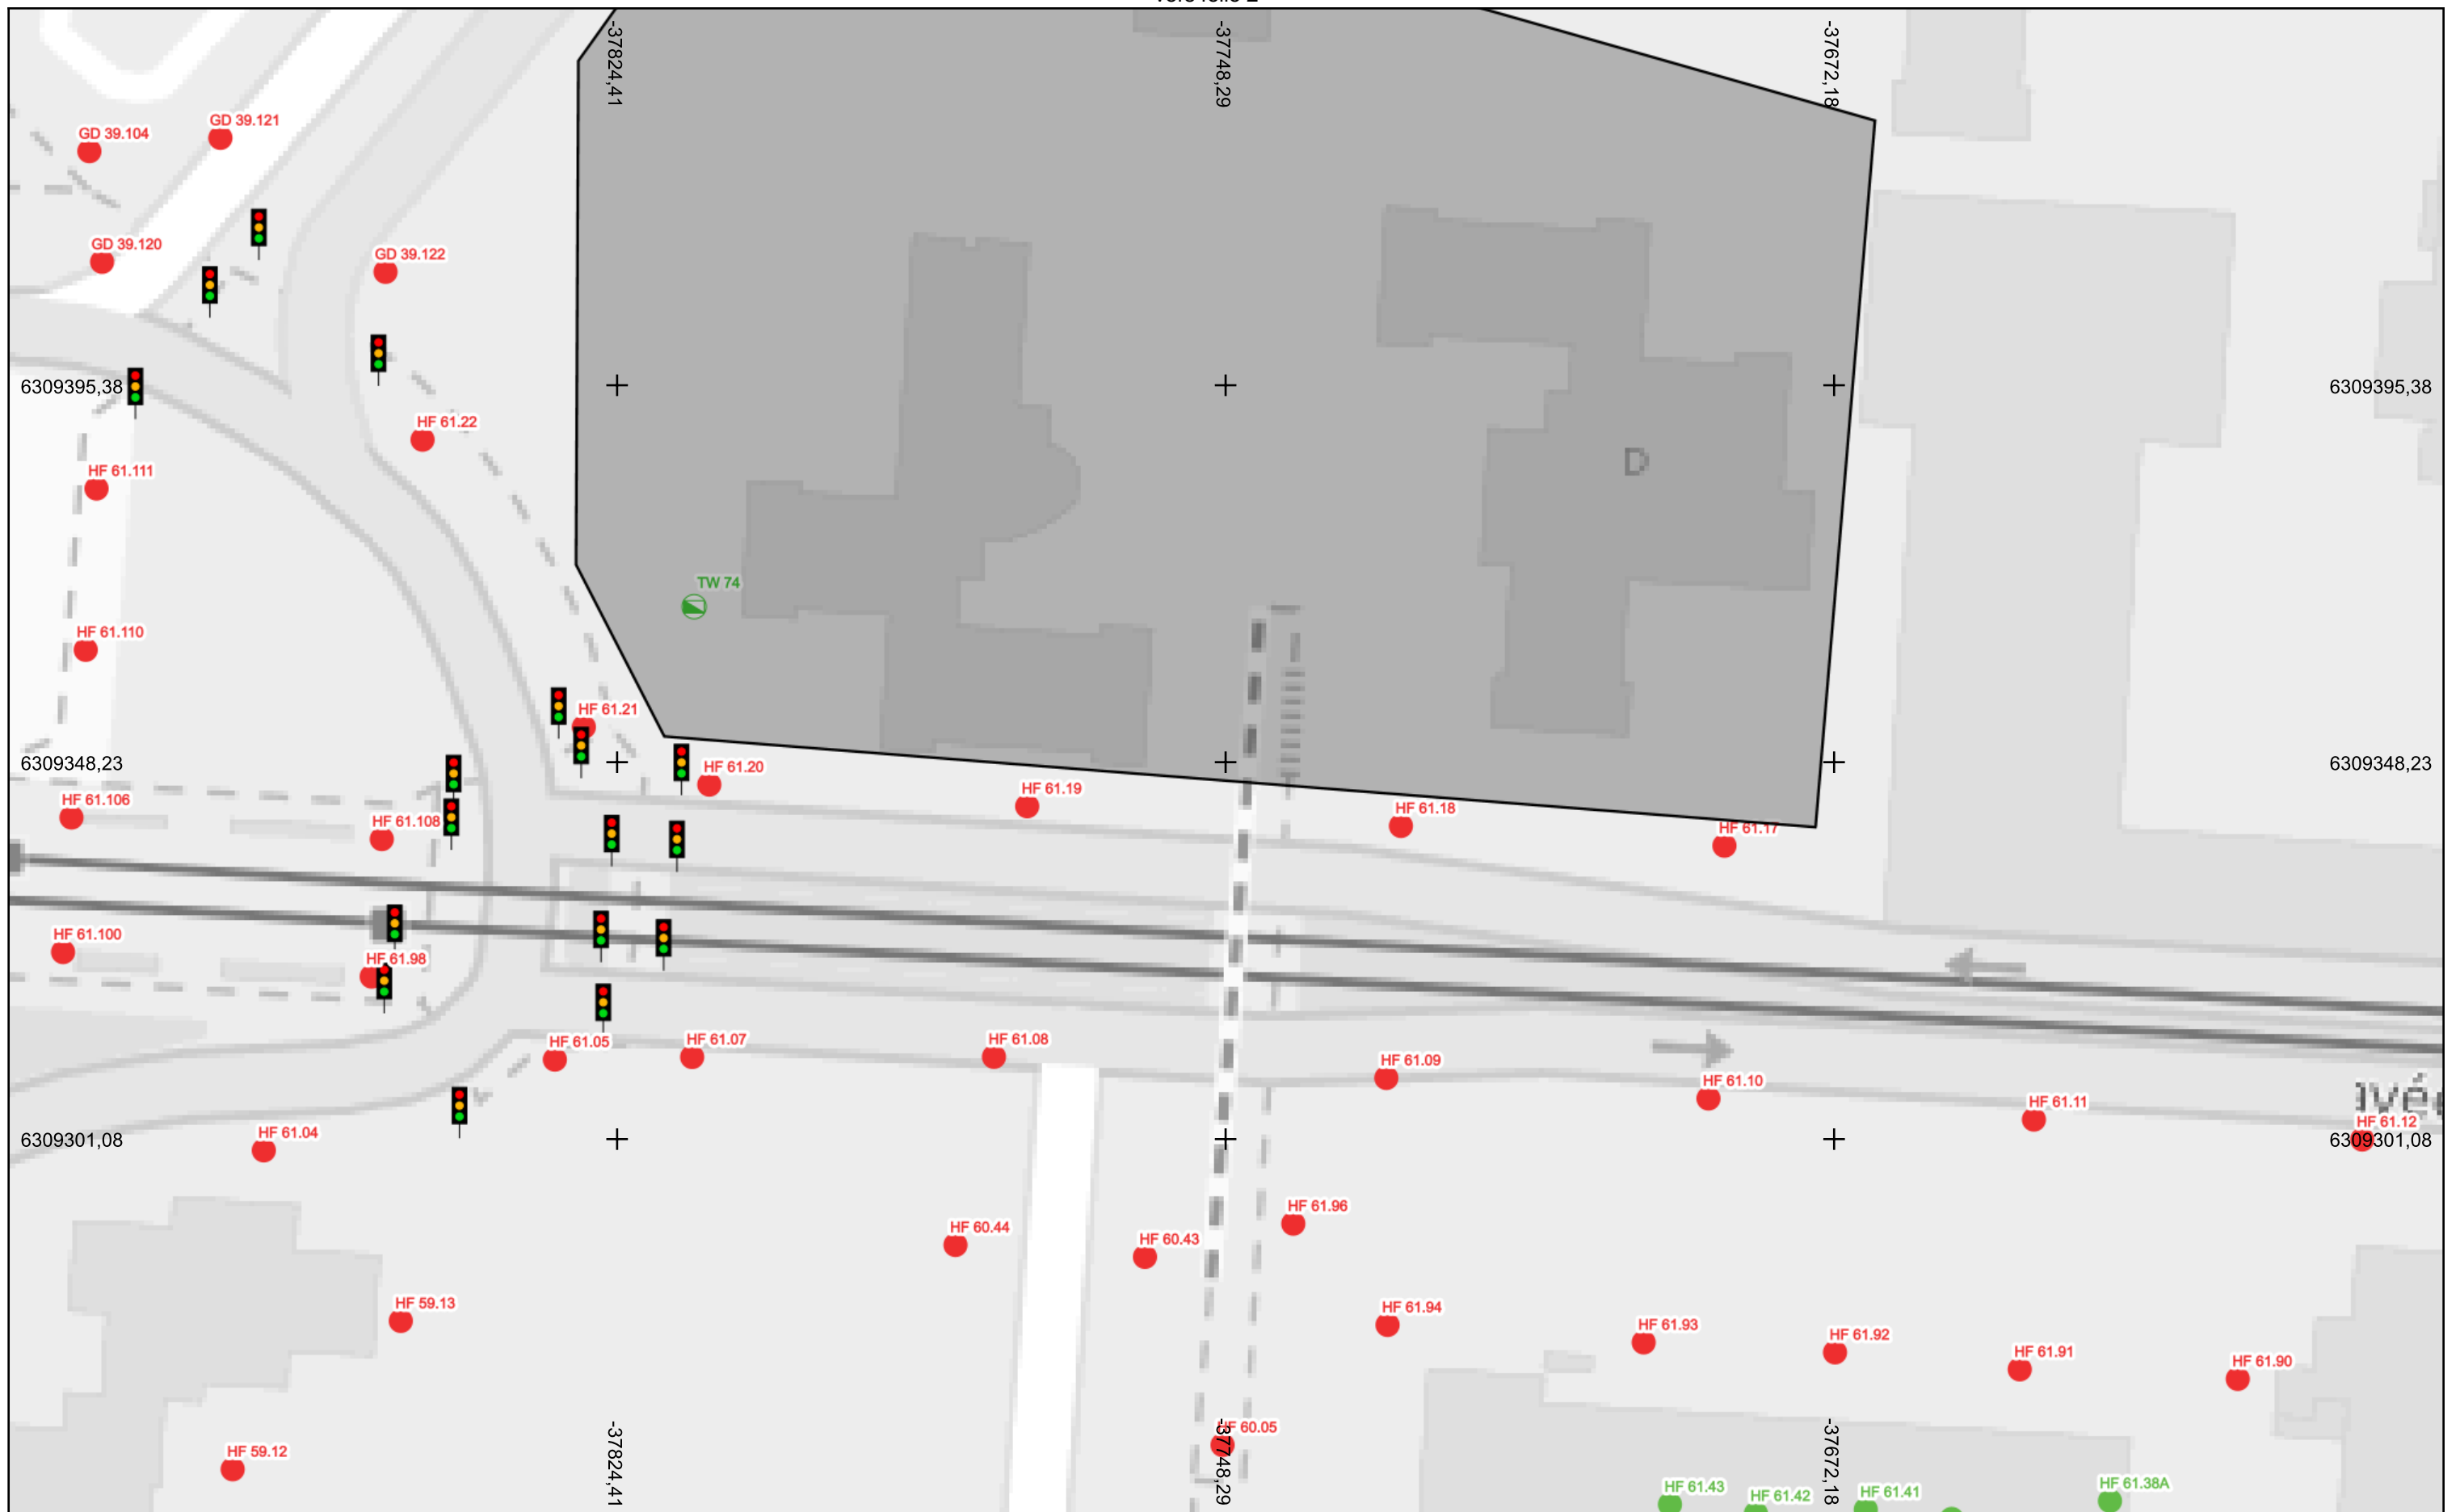 -37824,41
-37748,29
-37672,18
GD 39.104
GD 39.121
GD 39.120
GD 39.122
6309395,38
6309395,38
HF 61.22
HF 61.111
D
TW 74
HF 61.110
HF 61.21
6309348,23
6309348,23
HF 61.20
HF 61.19
HF 61.106
HF 61.108
HF 61.18
HF 61.17
HF 61.100
HF 61.98
HF 61.05
HF 61.07
HF 61.08
HF 61.09
HF 61.10
HF 61.11
HF 61.12
6309301,08
6309301,08
HF 61.04
HF 60.44
HF 60.43
HF 61.96
HF 59.13
HF 61.94
HF 61.93
HF 61.92
HF 61.91
HF 61.90
HF 60.05
-37824,41
-37748,29
-37672,18
HF 59.12
HF 61.43
HF 61.42
HF 61.41
HF 61.38A